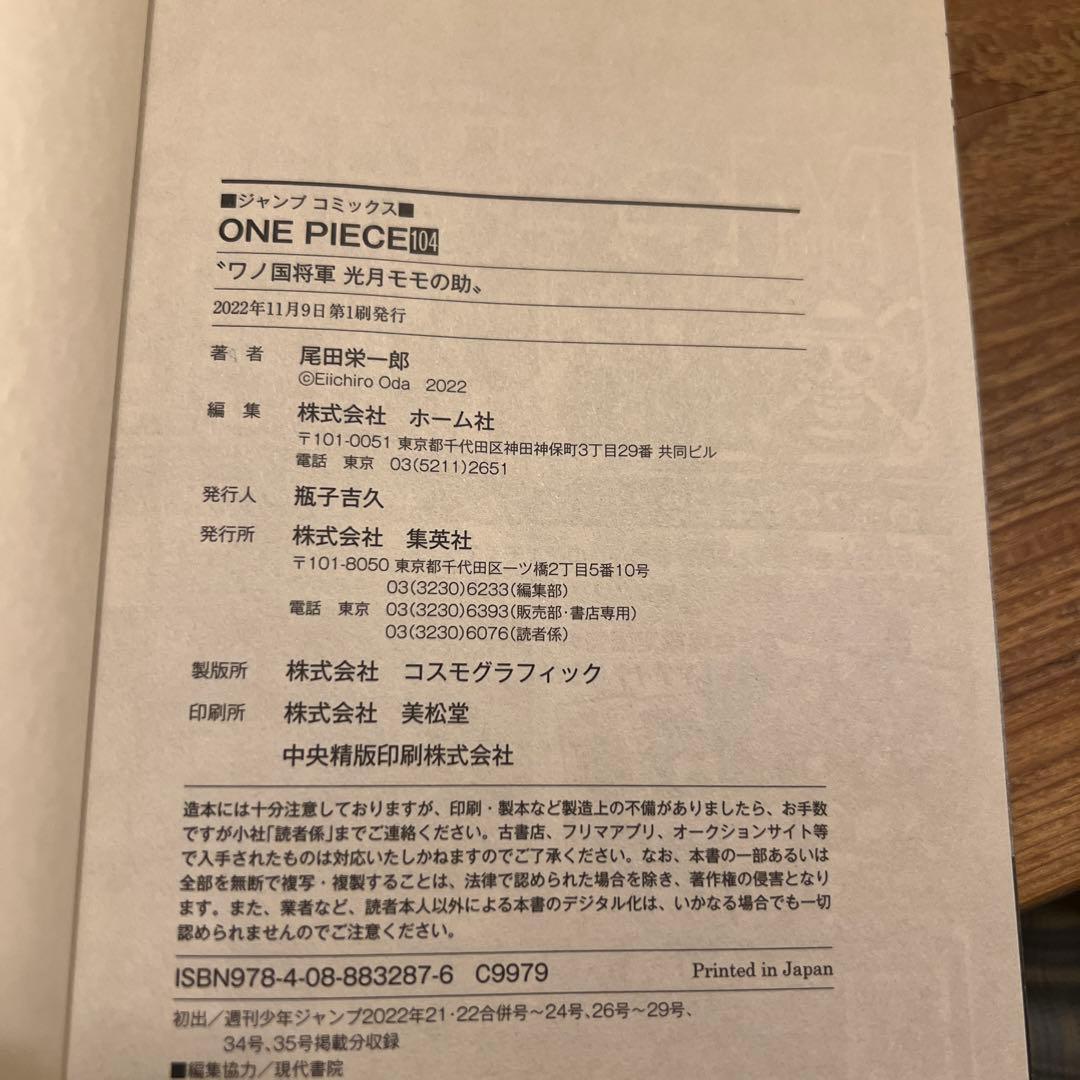 ■ジャンプ コミックス■
ONE PIECE 104
〝ワノ国将軍 光月モモの助〟
2022年11月9日第1刷発行
著 者 尾田栄一郎
©Eiichiro Oda 2022
編 集 株式会社 ホーム社
〒101-0051 東京都千代田区神田神保町3丁目29番 共同ビル
電話 東京 03(5211)2651
発行人 瓶子吉久
発行所 株式会社 集英社
〒101-8050 東京都千代田区一ツ橋2丁目5番10号
03(3230)6233(編集部)
電話 東京 03(3230)6393(販売部・書店専用)
03(3230)6076(読者係)
製版所 株式会社 コスモグラフィック
印刷所 株式会社 美松堂
中央精版印刷株式会社
造本には十分注意しておりますが、印刷・製本など製造上の不備がありましたら、お手数
ですが小社「読者係」までご連絡ください。古書店、フリマアプリ、オークションサイト等
で入手されたものは対応いたしかねますのでご了承ください。なお、本書の一部あるいは
全部を無断で複写・複製することは、法律で認められた場合を除き、著作権の侵害となり
ます。また、業者など、読者本人以外による本書のデジタル化は、いかなる場合でも一切
認められませんのでご注意ください。
ISBN978-4-08-883287-6 C9979 Printed in Japan
初出／週刊少年ジャンプ2022年21・22合併号〜24号、26号〜29号、
34号、35号掲載分収録
■編集協力／現代書院